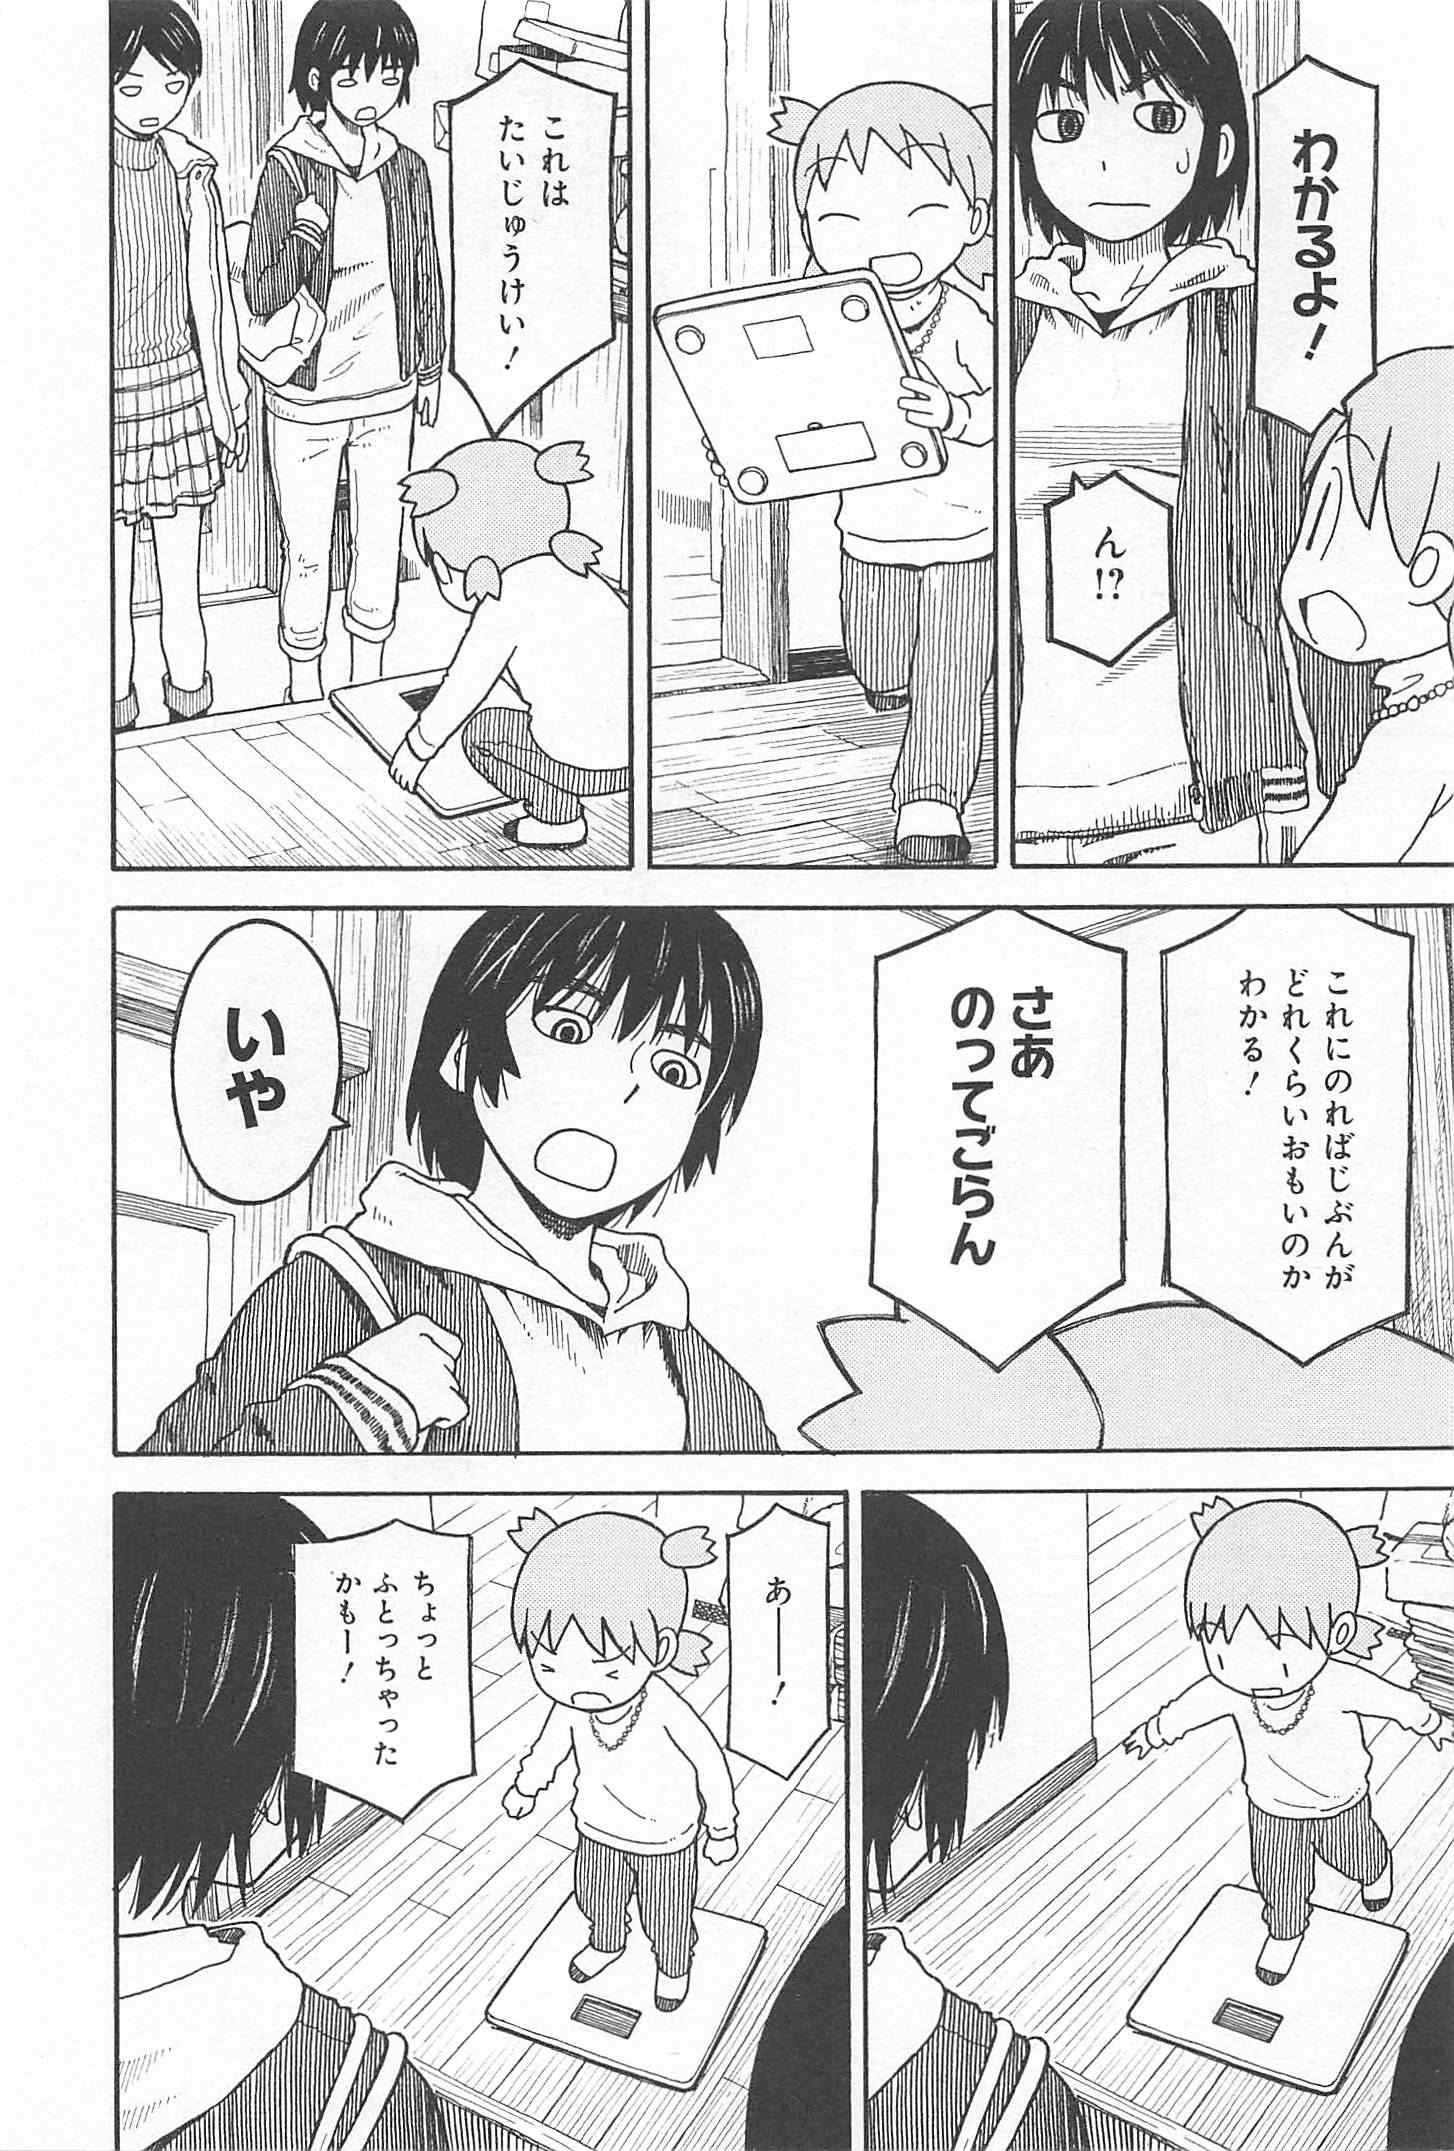 わかるよ！
ん!?
これは
たいじゅうけい！
これにのればじぶんが
どれくらいおもいのか
わかる！
さあ
のってごらん
いや
あーー！
ちょっと
ふとっちゃった
かもー！